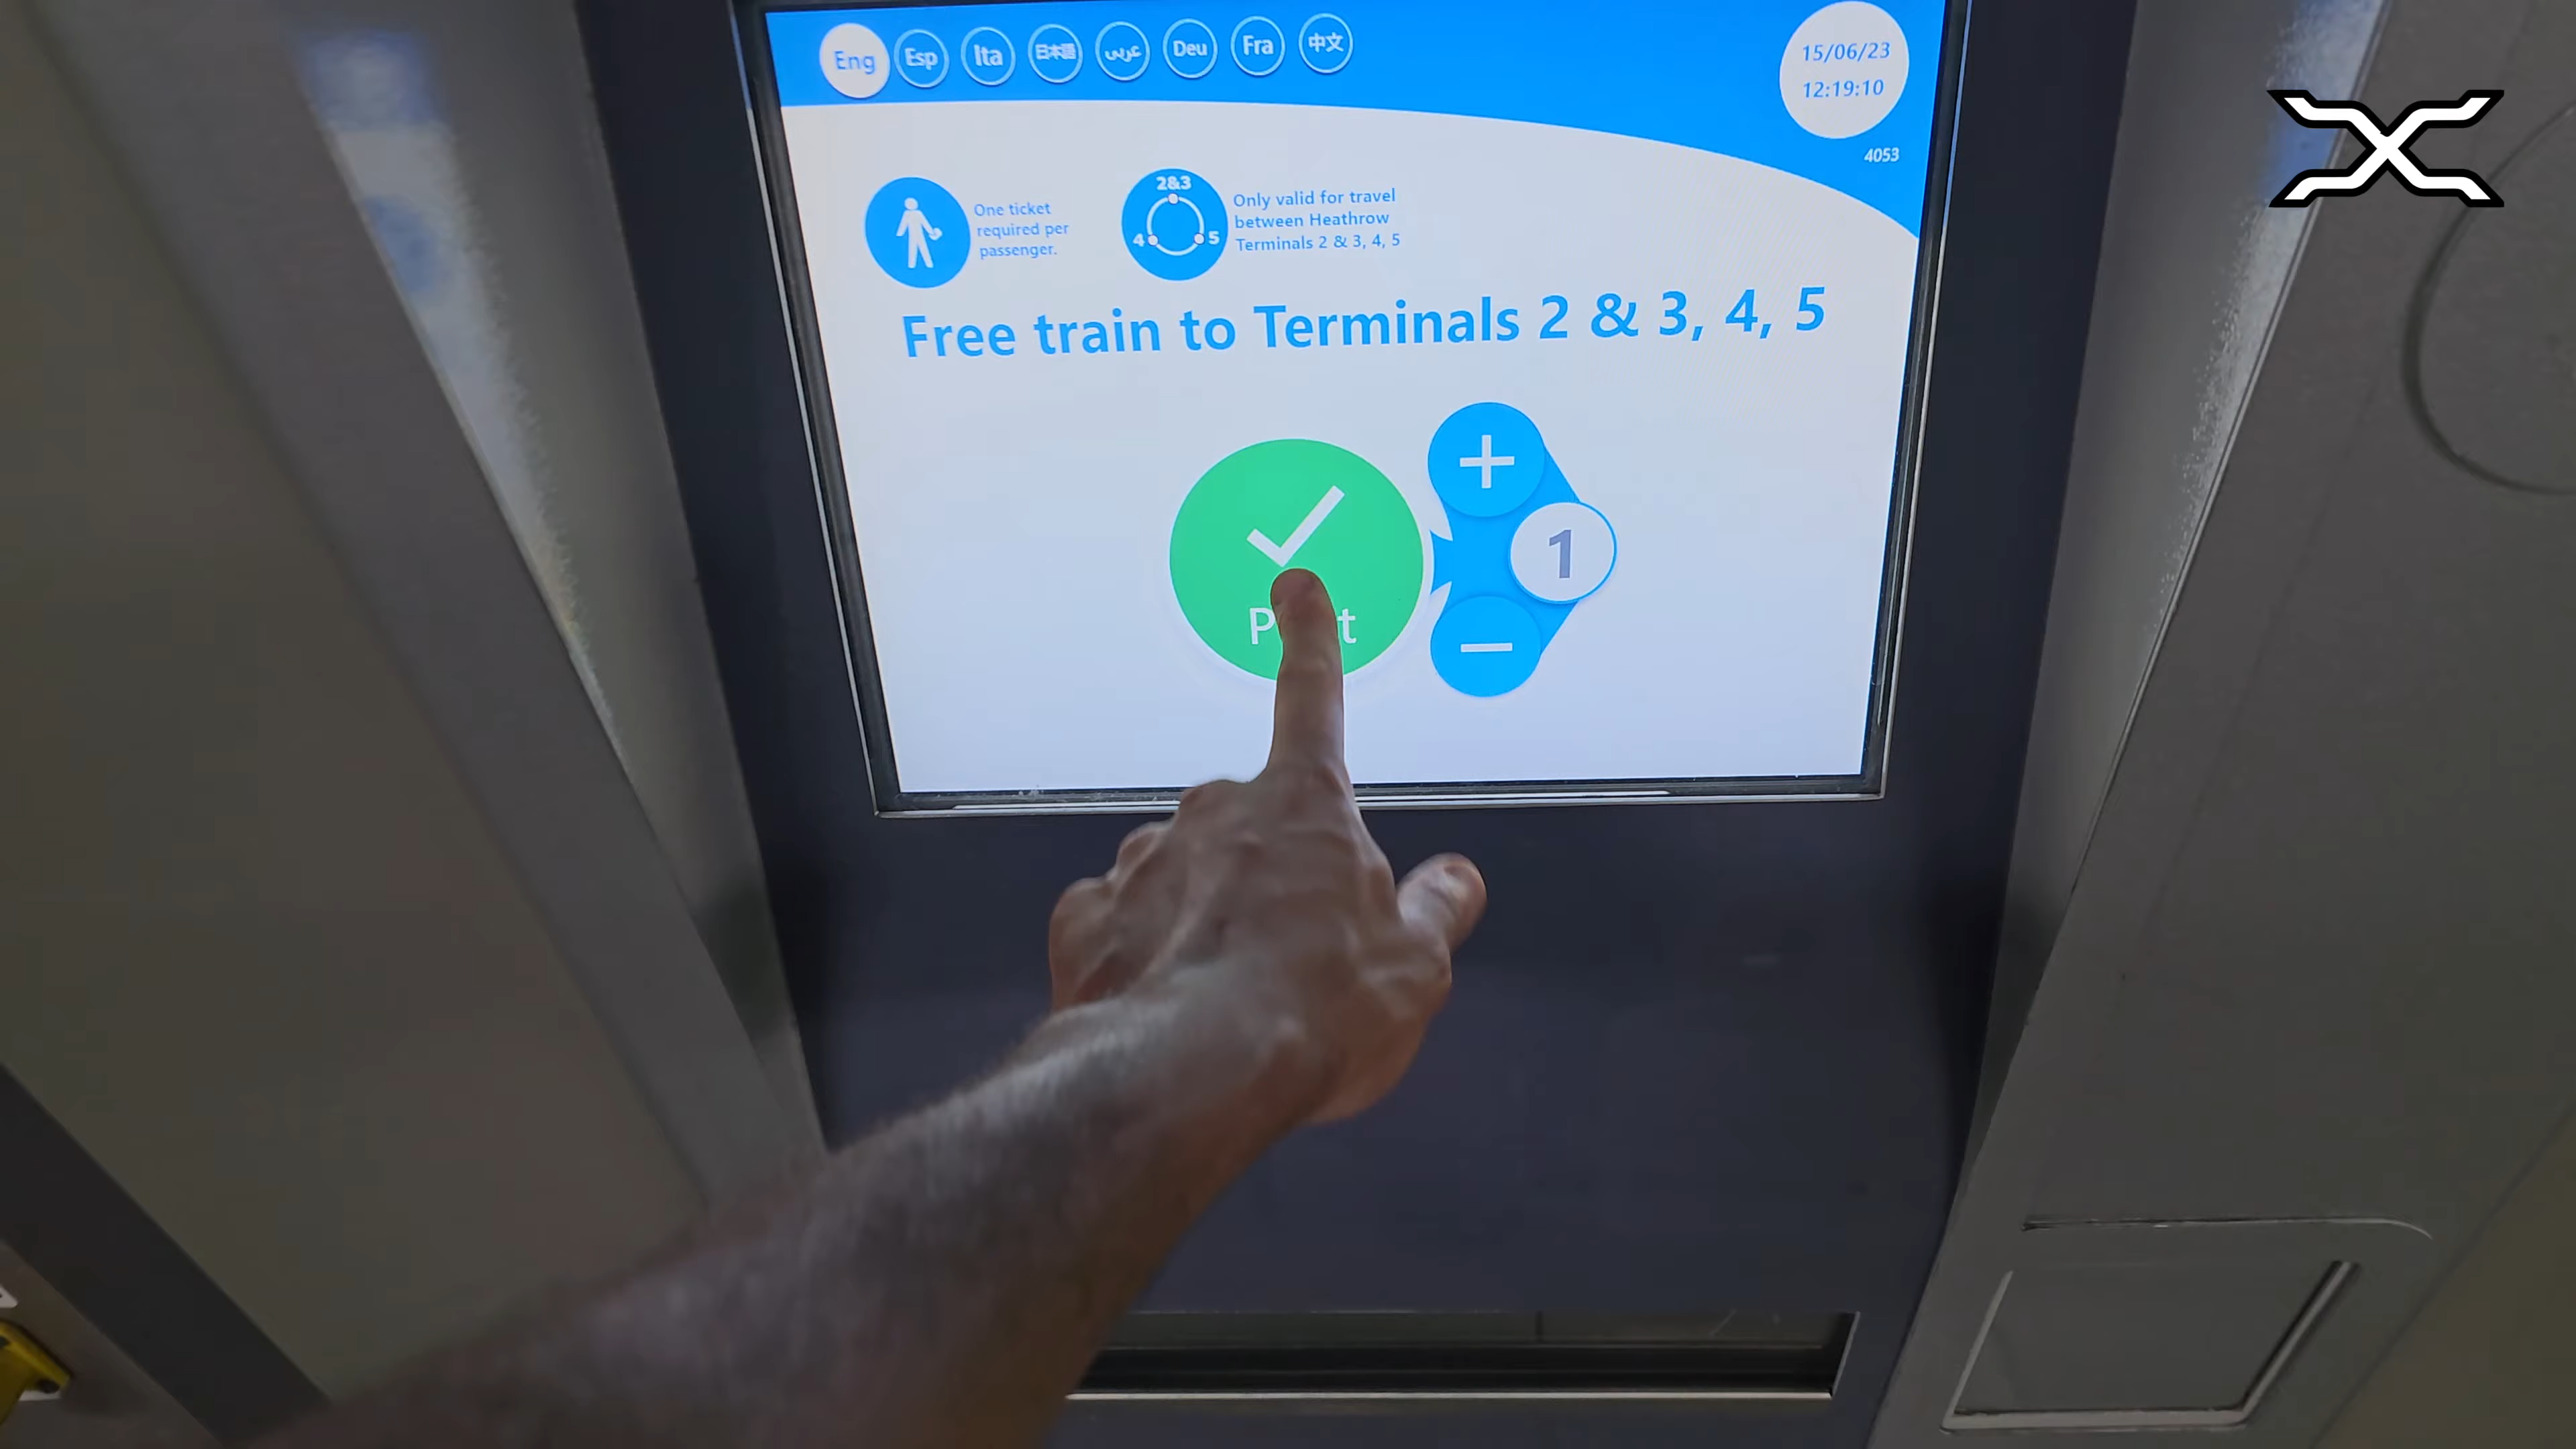 Eng Esp Ita 日本語 عربى Deu Fra 中文
15/06/23
12:19:10
4053
One ticket
required per
passenger.
2&3
4 5
Only valid for travel
between Heathrow
Terminals 2 & 3, 4, 5
Free train to Terminals 2 & 3, 4, 5
+
1
−